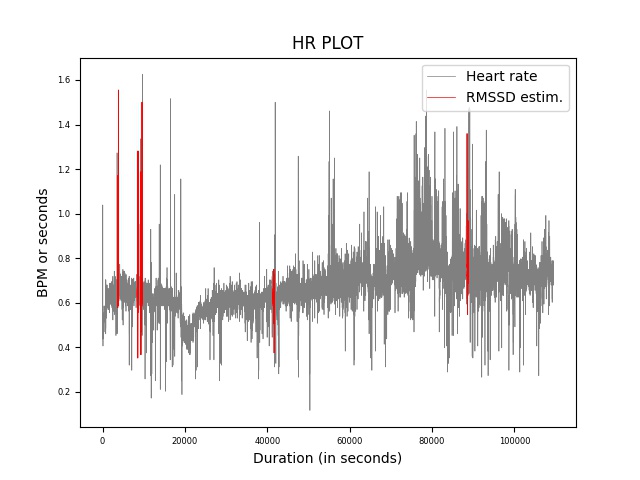 HR PLOT
Heart rate
RMSSD estim.
1.6
1.4
1.2
1.0
0.8
0.6
0.4
0.2
BPM or seconds
0
20000
40000
60000
80000
100000
Duration (in seconds)